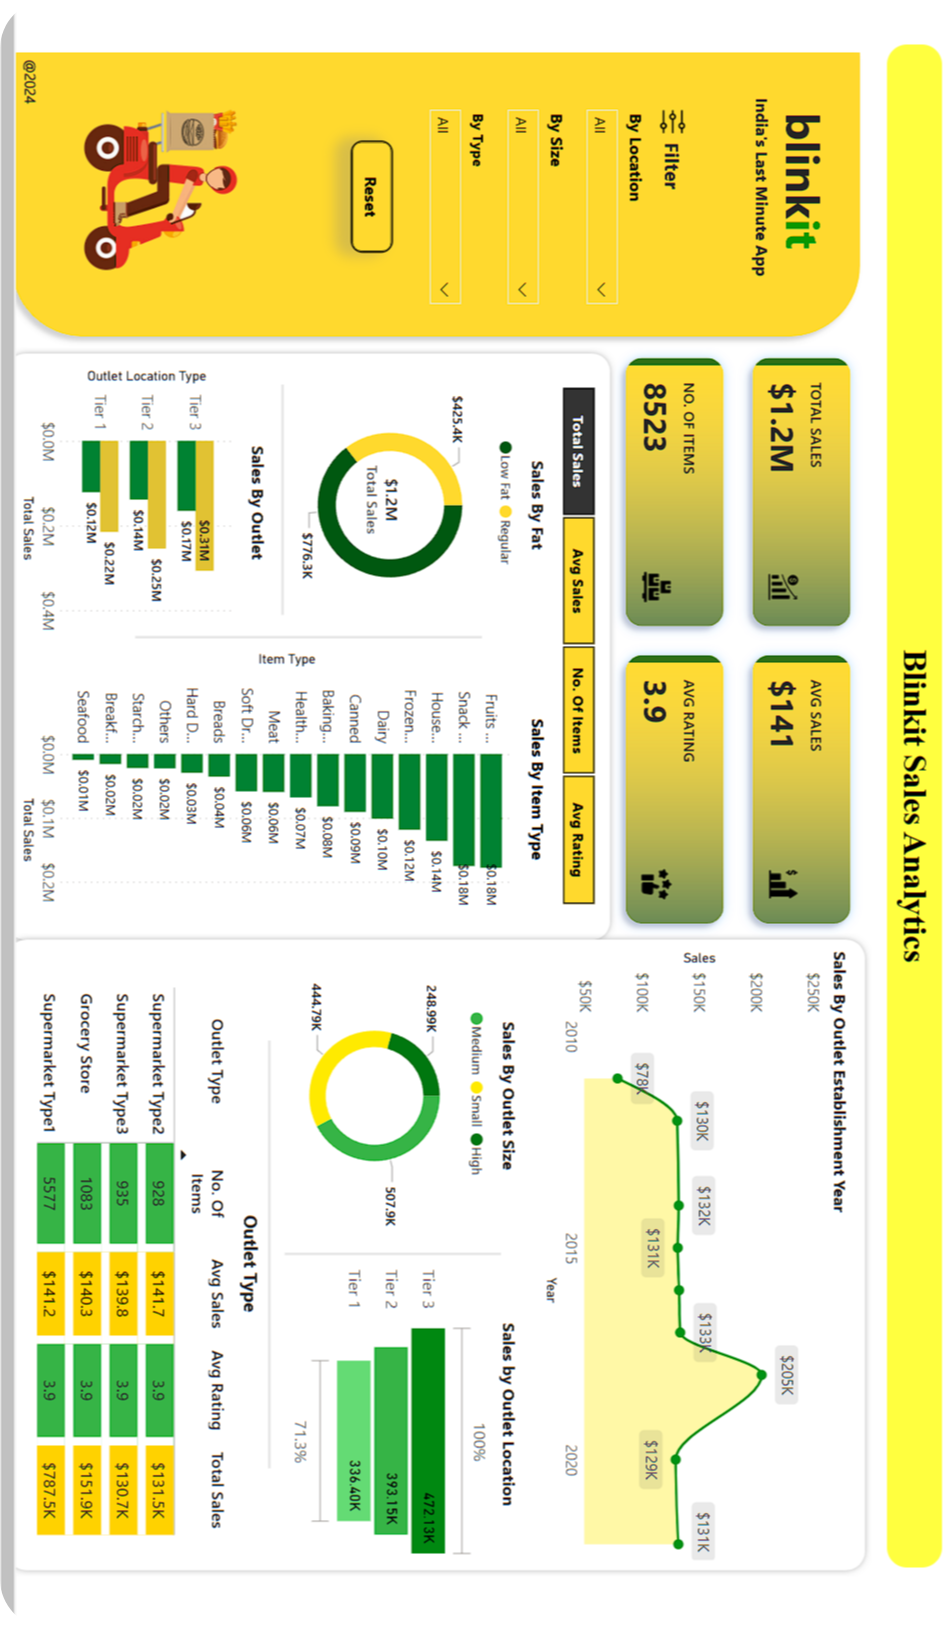 Blinkit Sales Analytics
blinkit
India's Last Minute App
Filter
By Location
All
By Size
All
By Type
All
Reset
@2024
TOTAL SALES
$1.2M
AVG SALES
$141
NO. OF ITEMS
8523
AVG RATING
3.9
Total Sales
Avg Sales
No. Of Items
Avg Rating
Sales By Fat
Low Fat Regular
$425.4K
$1.2M
Total Sales
$776.3K
Sales By Outlet
Outlet Location Type
Tier 3
$0.31M
$0.17M
Tier 2
$0.25M
$0.14M
Tier 1
$0.22M
$0.12M
$0.0M $0.2M $0.4M
Total Sales
Sales By Item Type
Item Type
Fruits ... $0.18M
Snack ... $0.18M
House... $0.14M
Frozen... $0.12M
Dairy $0.10M
Canned $0.09M
Baking... $0.08M
Health... $0.07M
Meat $0.06M
Soft Dr... $0.06M
Breads $0.04M
Hard D... $0.03M
Others $0.02M
Starch... $0.02M
Breakf... $0.02M
Seafood $0.01M
$0.0M $0.1M $0.2M
Total Sales
Sales By Outlet Establishment Year
Sales
$250K
$200K
$150K
$100K
$50K
$78K
$130K
$132K
$131K
$133K
$205K
$129K
$131K
2010 2015 2020
Year
Sales By Outlet Size
Medium Small High
248.99K
507.9K
444.79K
Sales by Outlet Location
100%
Tier 3 472.13K
Tier 2 393.15K
Tier 1 336.40K
71.3%
Outlet Type
Outlet Type No. Of Items Avg Sales Avg Rating Total Sales
Supermarket Type2 928 $141.7 3.9 $131.5K
Supermarket Type3 935 $139.8 3.9 $130.7K
Grocery Store 1083 $140.3 3.9 $151.9K
Supermarket Type1 5577 $141.2 3.9 $787.5K